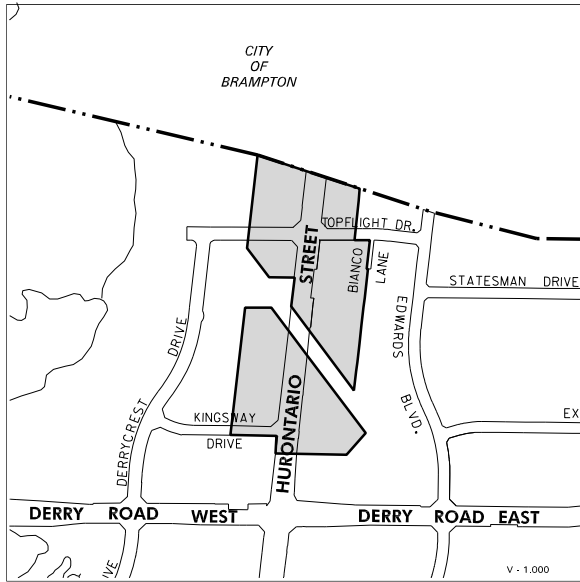 CITY
OF
BRAMPTON
TOPFLIGHT DR.
STREET
BIANCO
LANE
STATESMAN DRIVE
EDWARDS
BLVD.
DRIVE
DERRYCREST
KINGSWAY
DRIVE
HURONTARIO
EX
DERRY ROAD WEST
DERRY ROAD EAST
V - 1.000